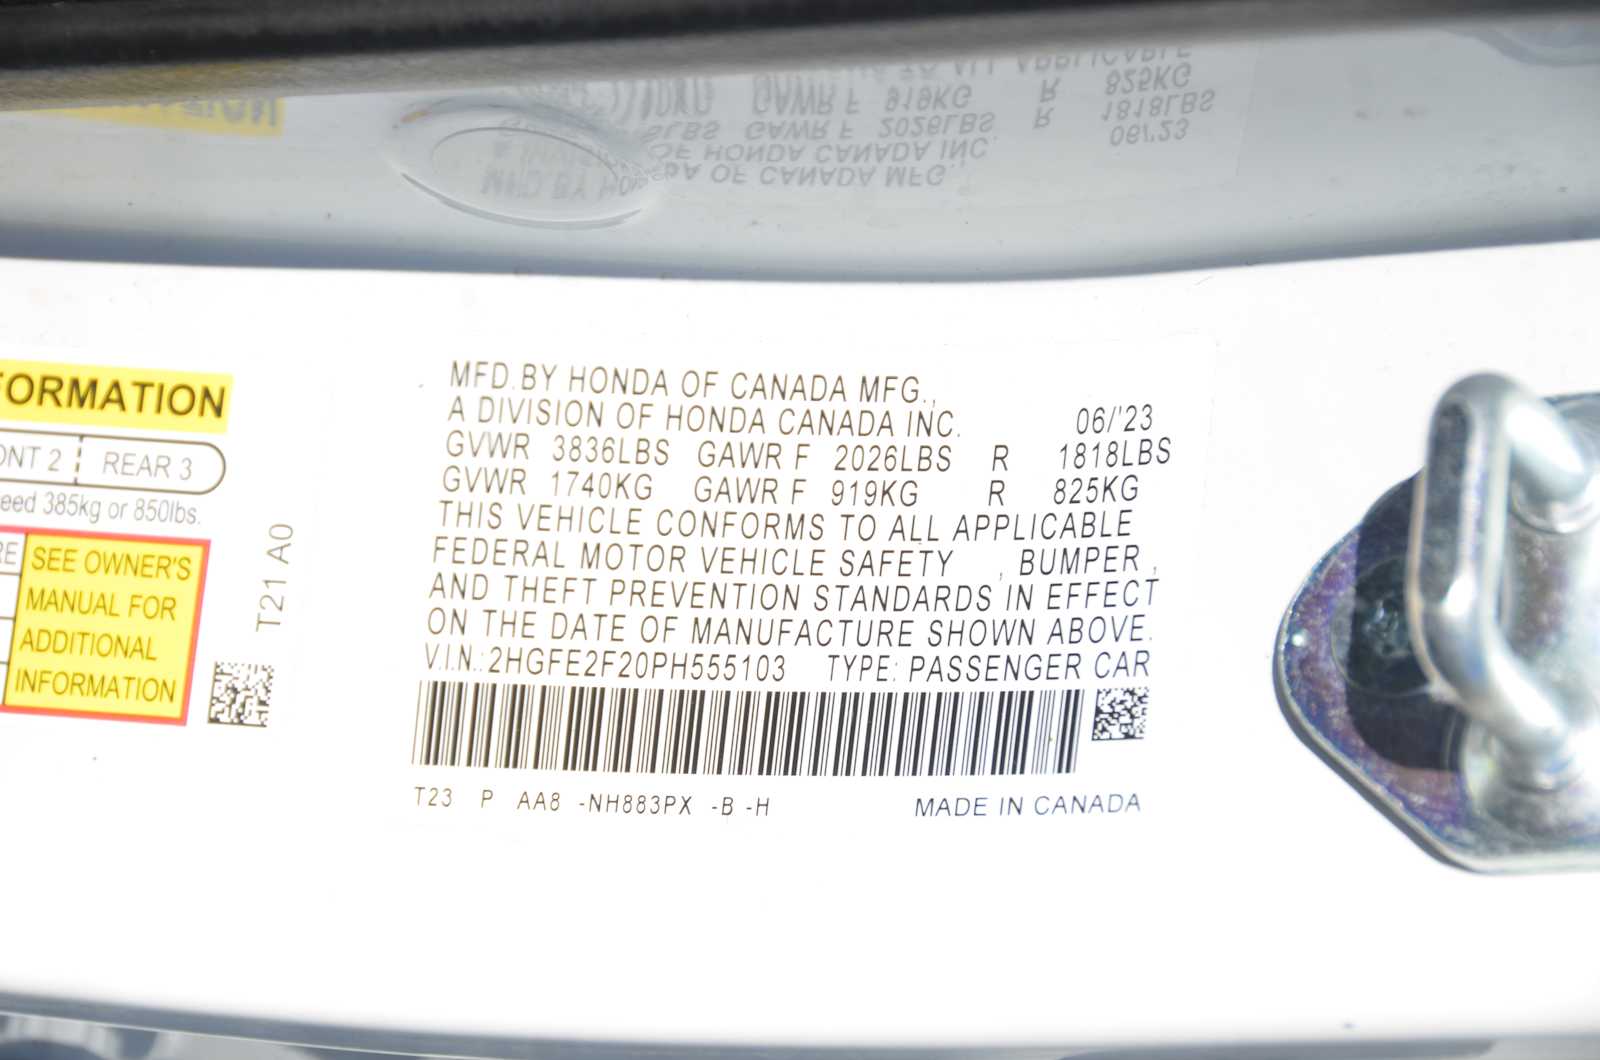 MFD.BY HONDA OF CANADA MFG.,
A DIVISION OF HONDA CANADA INC. 06/'23
GVWR 3836LBS GAWR F 2026LBS R 1818LBS
GVWR 1740KG GAWR F 919KG R 825KG
THIS VEHICLE CONFORMS TO ALL APPLICABLE
FEDERAL MOTOR VEHICLE SAFETY , BUMPER ,
AND THEFT PREVENTION STANDARDS IN EFFECT
ON THE DATE OF MANUFACTURE SHOWN ABOVE.
V.I.N.: 2HGFE2F20PH555103 TYPE: PASSENGER CAR
T23 P AA8 -NH883PX -B -H MADE IN CANADA
FORMATION
ONT 2 REAR 3
eed 385kg or 850lbs.
RE
SEE OWNER'S
MANUAL FOR
ADDITIONAL
INFORMATION
T21 A0